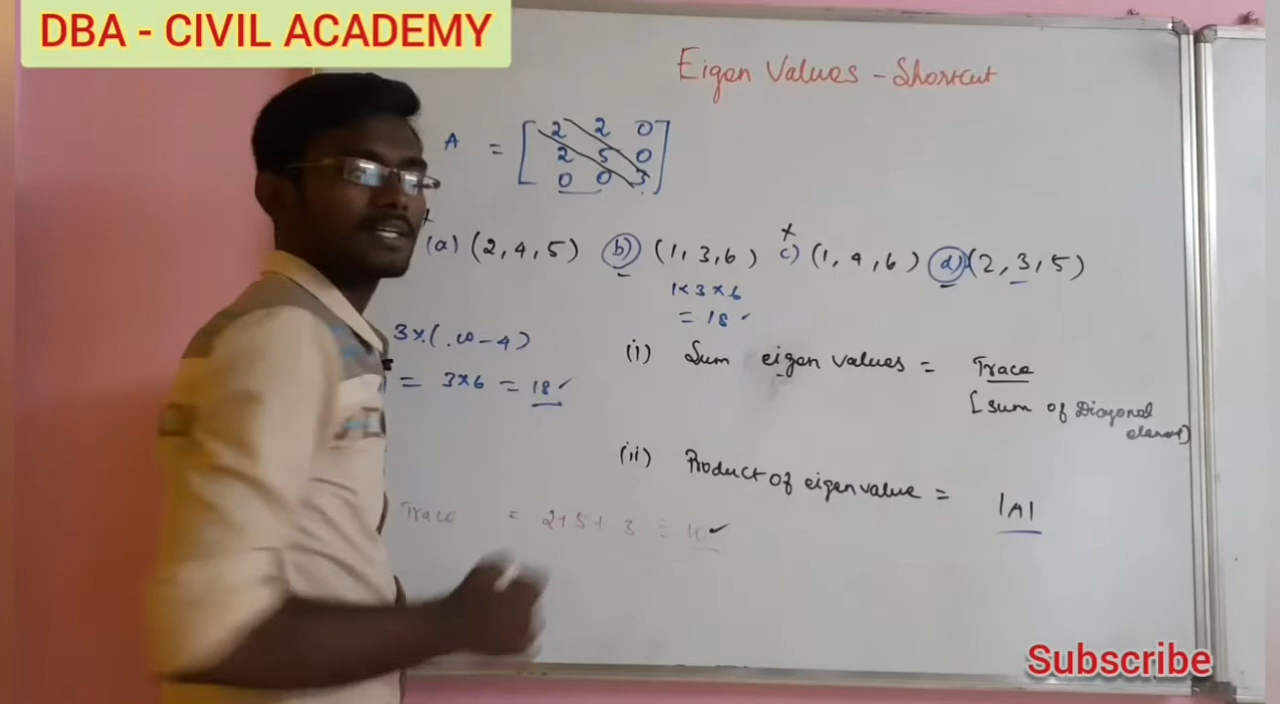 DBA - CIVIL ACADEMY
Eigen Values - Shortcut
A = [ 2 2 0
2 5 0
0 0 3 ]
(a) (2, 4, 5) b) (1, 3, 6) c) (1, 4, 6) d) (2, 3, 5)
1 × 3 × 6
= 18 ✓
3 × (10 - 4)
= 3×6 = 18 ✓
(i) Sum eigen values = Trace
[sum of Diagonal
(ii) Product of eigen value = |A|
Trace = 2 + 5 + 3 = 10 ✓
Subscribe